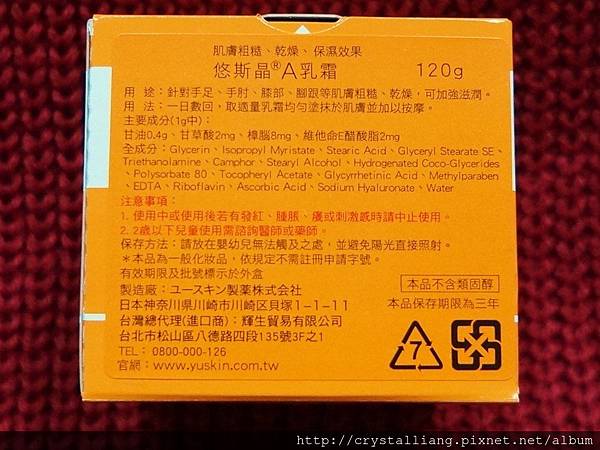 肌膚粗糙、乾燥、保濕效果
悠斯晶®A乳霜 120g
用 途：針對手足、手肘、膝部、腳跟等肌膚粗糙、乾燥，可加強滋潤。
用 法：一日數回，取適量乳霜均勻塗抹於肌膚並加以按摩。
主要成分(1g中)：
甘油0.4g、甘草酸2mg、樟腦8mg、維他命E醋酸脂2mg
全成分：Glycerin、Isopropyl Myristate、Stearic Acid、Glyceryl Stearate SE、
Triethanolamine、Camphor、Stearyl Alcohol、Hydrogenated Coco-Glycerides
、Polysorbate 80、Tocopheryl Acetate、Glycyrrhetinic Acid、Methylparaben
、EDTA、Riboflavin、Ascorbic Acid、Sodium Hyaluronate、Water
注意事項：
1. 使用中或使用後若有發紅、腫脹、癢或刺激感時請中止使用。
2. 2歲以下兒童使用需諮詢醫師或藥師。
保存方法：請放在嬰幼兒無法觸及之處，並避免陽光直接照射。
＊本品為一般化妝品，依規定不需註冊申請字號。
有效期限及批號標示於外盒
製造廠：ユースキン製薬株式会社
日本神奈川県川崎市川崎区貝塚1-1-11
台灣總代理(進口商)：輝生貿易有限公司
台北市松山區八德路四段135號3F之1
TEL： 0800-000-126
官網：www.yuskin.com.tw
本品不含類固醇
本品保存期限為三年
7
http://crystalliang.pixnet.net/album